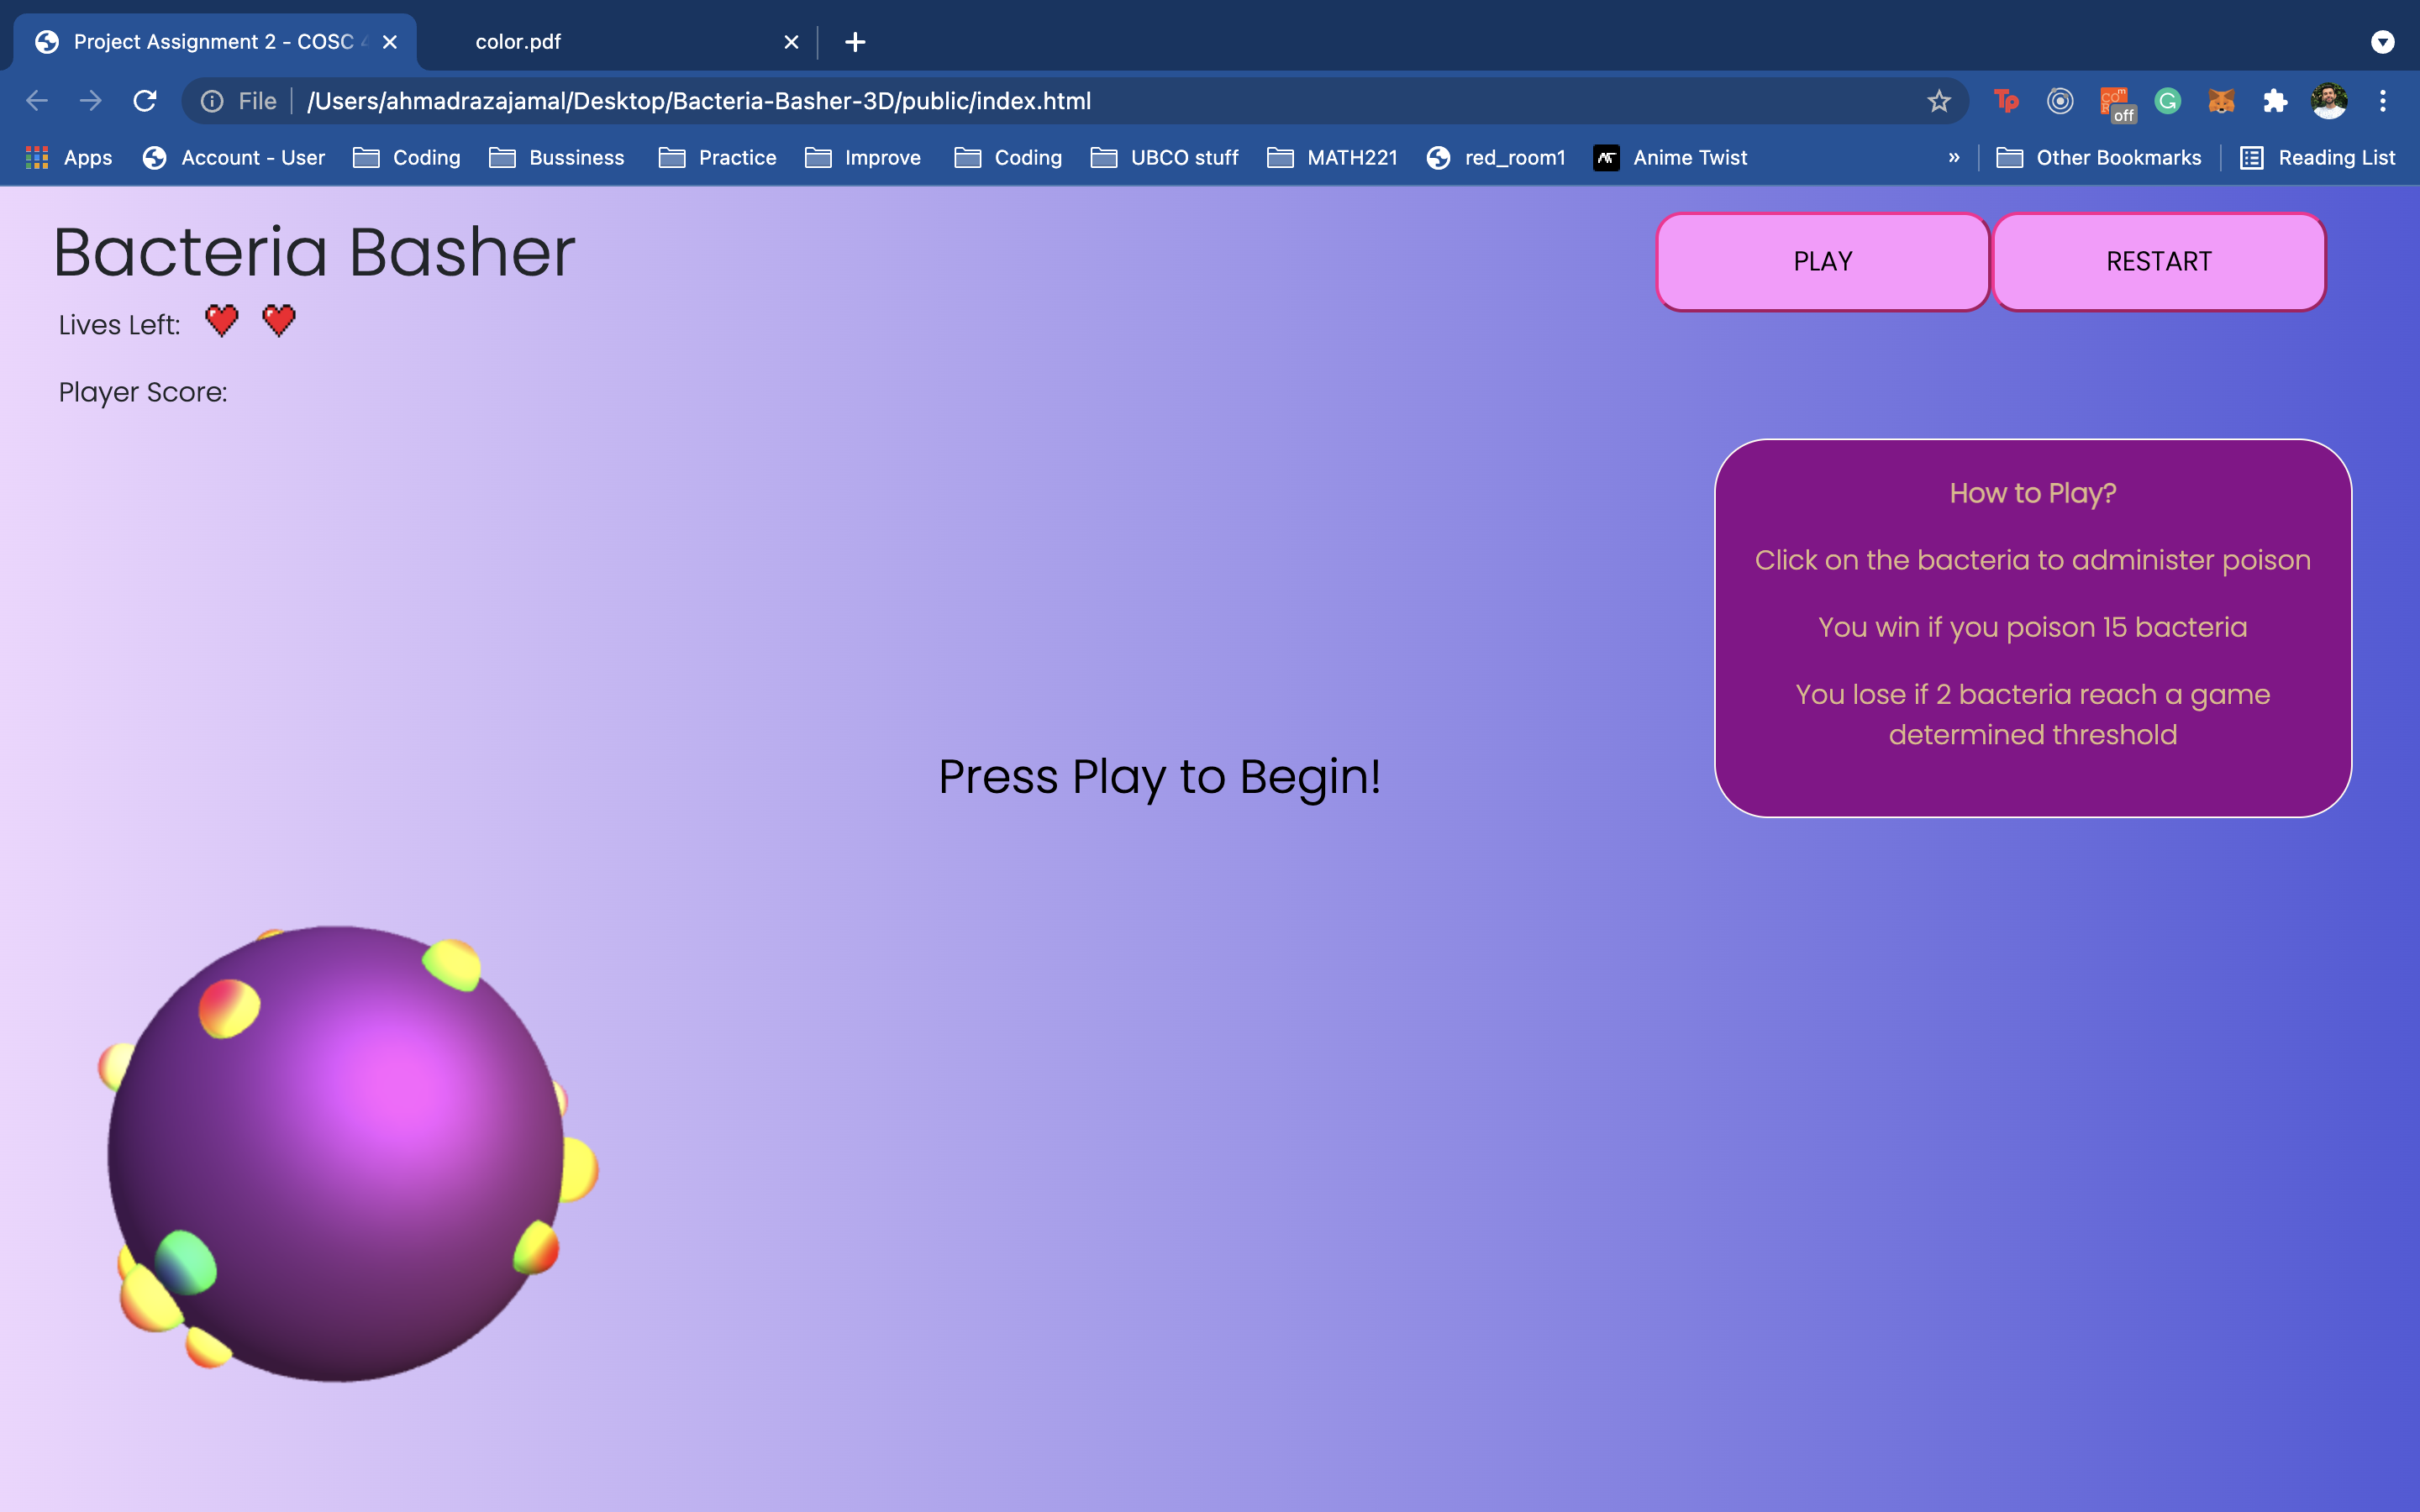 Project Assignment 2 - COSC
color.pdf
File
/Users/ahmadrazajamal/Desktop/Bacteria-Basher-3D/public/index.html
Tp
off
Apps
Account - User
Coding
Bussiness
Practice
Improve
Coding
UBCO stuff
MATH221
red_room1
Anime Twist
»
Other Bookmarks
Reading List
Bacteria Basher
PLAY
RESTART
Lives Left:
Player Score:
How to Play?
Click on the bacteria to administer poison
You win if you poison 15 bacteria
You lose if 2 bacteria reach a game
determined threshold
Press Play to Begin!